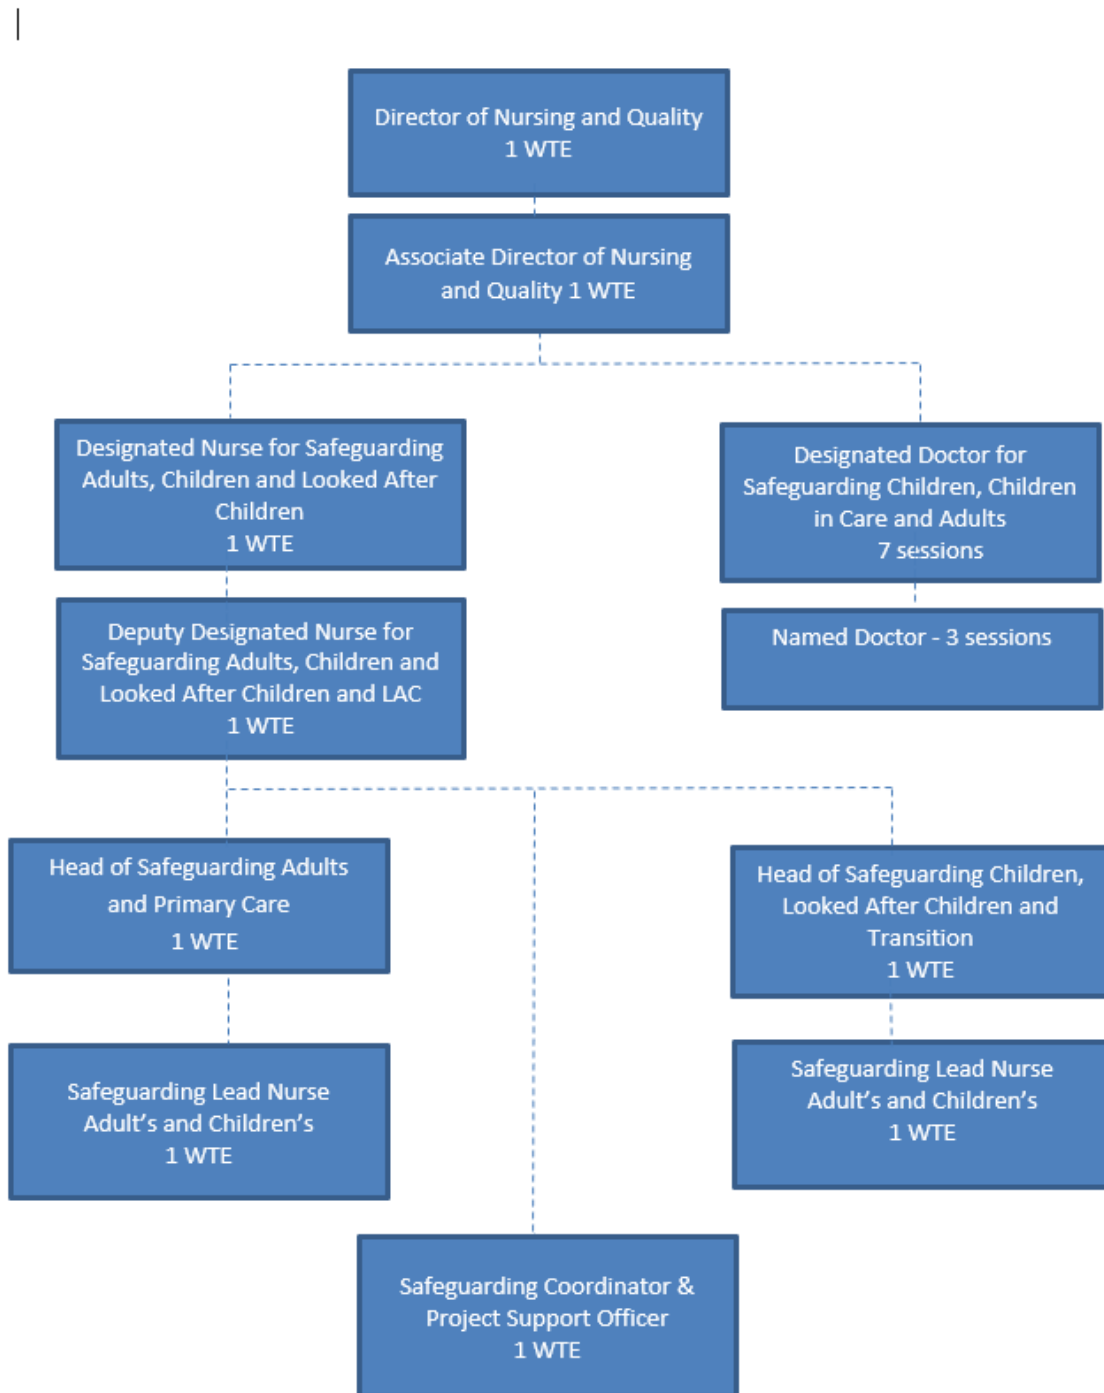 Director of Nursing and Quality
1 WTE
Associate Director of Nursing
and Quality 1 WTE
Designated Nurse for Safeguarding
Adults, Children and Looked After
Children
1 WTE
Designated Doctor for
Safeguarding Children, Children
in Care and Adults
7 sessions
Deputy Designated Nurse for
Safeguarding Adults, Children and
Looked After Children and LAC
1 WTE
Named Doctor - 3 sessions
Head of Safeguarding Adults
and Primary Care
1 WTE
Head of Safeguarding Children,
Looked After Children and
Transition
1 WTE
Safeguarding Lead Nurse
Adult’s and Children’s
1 WTE
Safeguarding Lead Nurse
Adult’s and Children’s
1 WTE
Safeguarding Coordinator &
Project Support Officer
1 WTE